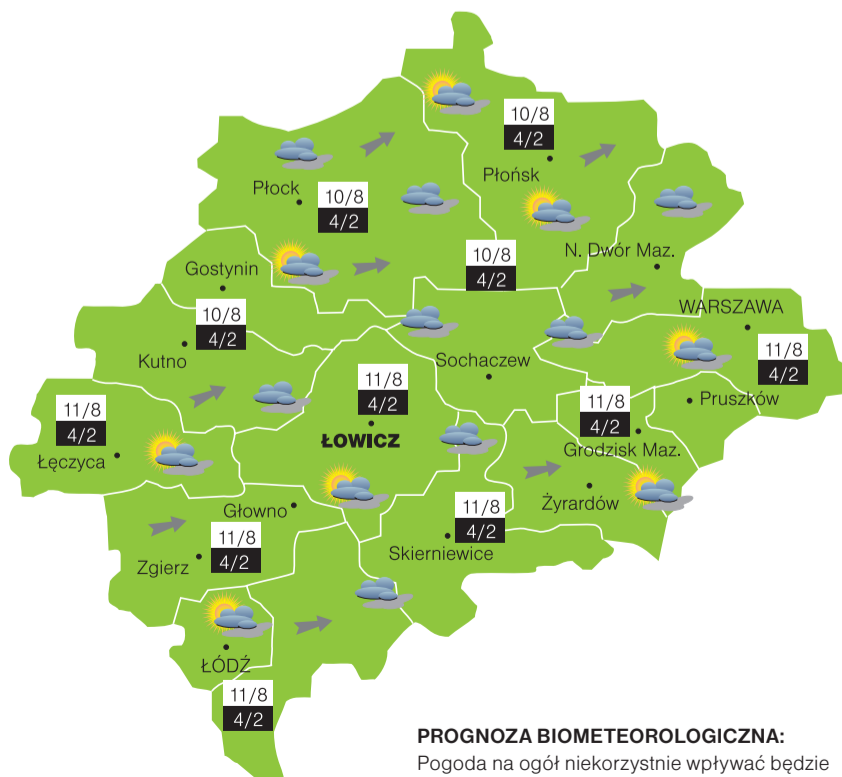 10/8
4/2
Płońsk
Płock
10/8
4/2
N. Dwór Maz.
10/8
4/2
Gostynin
WARSZAWA
10/8
4/2
Kutno
Sochaczew
11/8
4/2
11/8
4/2
ŁOWICZ
11/8
4/2
Pruszków
11/8
4/2
Łęczyca
Grodzisk Maz.
Żyrardów
Głowno
11/8
4/2
Skierniewice
11/8
4/2
Zgierz
ŁÓDŹ
11/8
4/2
PROGNOZA BIOMETEOROLOGICZNA:
Pogoda na ogół niekorzystnie wpływać będzie